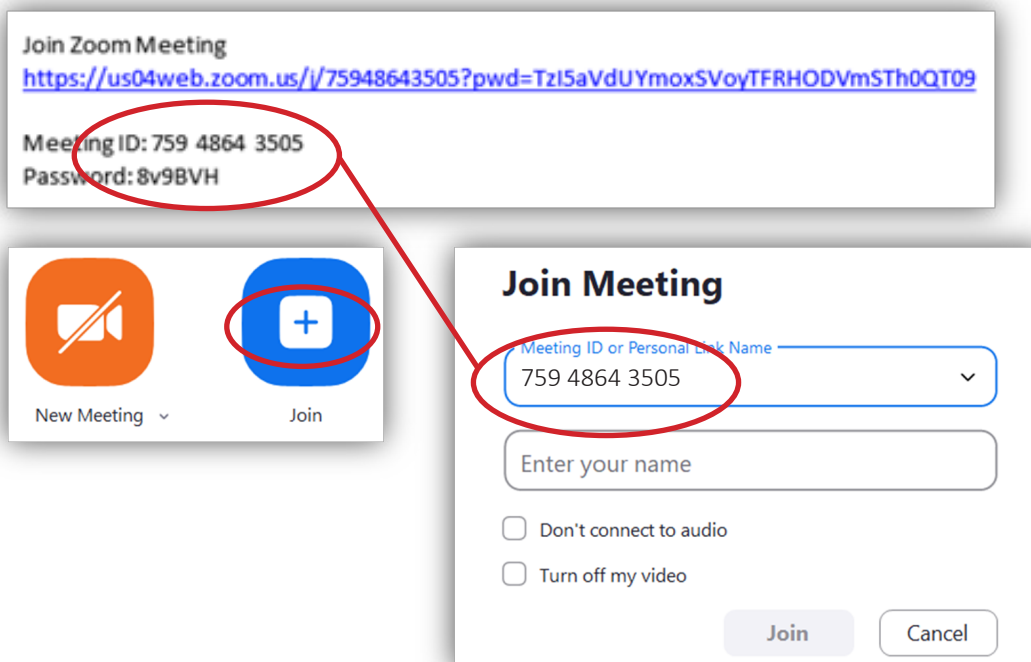 Join Zoom Meeting
https://us04web.zoom.us/j/75948643505?pwd=TzI5aVdUYmoxSVoyTFRHODVmSTh0QT09
Meeting ID: 759 4864 3505
Password: 8v9BVH
New Meeting
Join
Join Meeting
Meeting ID or Personal Link Name
759 4864 3505
Enter your name
Don't connect to audio
Turn off my video
Join
Cancel